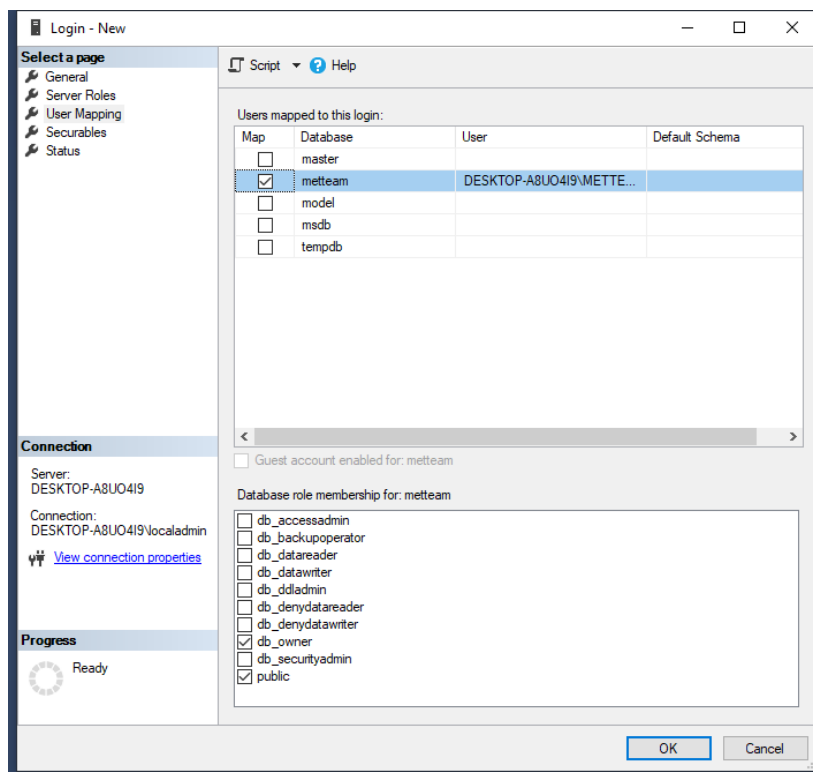 Login - New
Select a page
General
Server Roles
User Mapping
Securables
Status
Script Help
Users mapped to this login:
Map Database User Default Schema
master
metteam DESKTOP-A8UO4I9\METTE...
model
msdb
tempdb
Guest account enabled for: metteam
Database role membership for: metteam
db_accessadmin
db_backupoperator
db_datareader
db_datawriter
db_ddladmin
db_denydatareader
db_denydatawriter
db_owner
db_securityadmin
public
Connection
Server:
DESKTOP-A8UO4I9
Connection:
DESKTOP-A8UO4I9\localadmin
View connection properties
Progress
Ready
OK Cancel